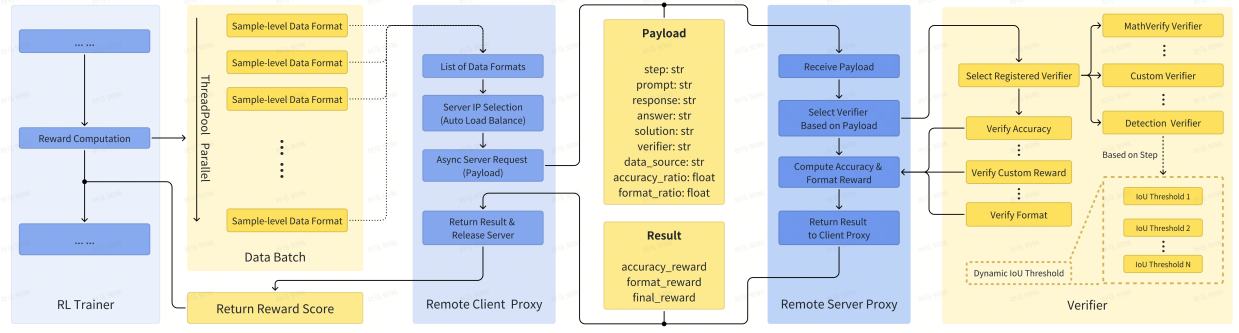 ... ...
Reward Computation
... ...
RL Trainer
Sample-level Data Format
Sample-level Data Format
Sample-level Data Format
Sample-level Data Format
ThreadPool Parallel
Data Batch
Return Reward Score
List of Data Formats
Server IP Selection
(Auto Load Balance)
Async Server Request
(Payload)
Return Result &
Release Server
Remote Client Proxy
Payload
step: str
prompt: str
response: str
answer: str
solution: str
verifier: str
data_source: str
accuracy_ratio: float
format_ratio: float
Result
accuracy_reward
format_reward
final_reward
Receive Payload
Select Verifier
Based on Payload
Compute Accuracy &
Format Reward
Return Result
to Client Proxy
Remote Server Proxy
Select Registered Verifier
Verify Accuracy
Verify Custom Reward
Verify Format
MathVerify Verifier
Custom Verifier
Detection Verifier
Based on Step
IoU Threshold 1
IoU Threshold 2
IoU Threshold N
Dynamic IoU Threshold
Verifier